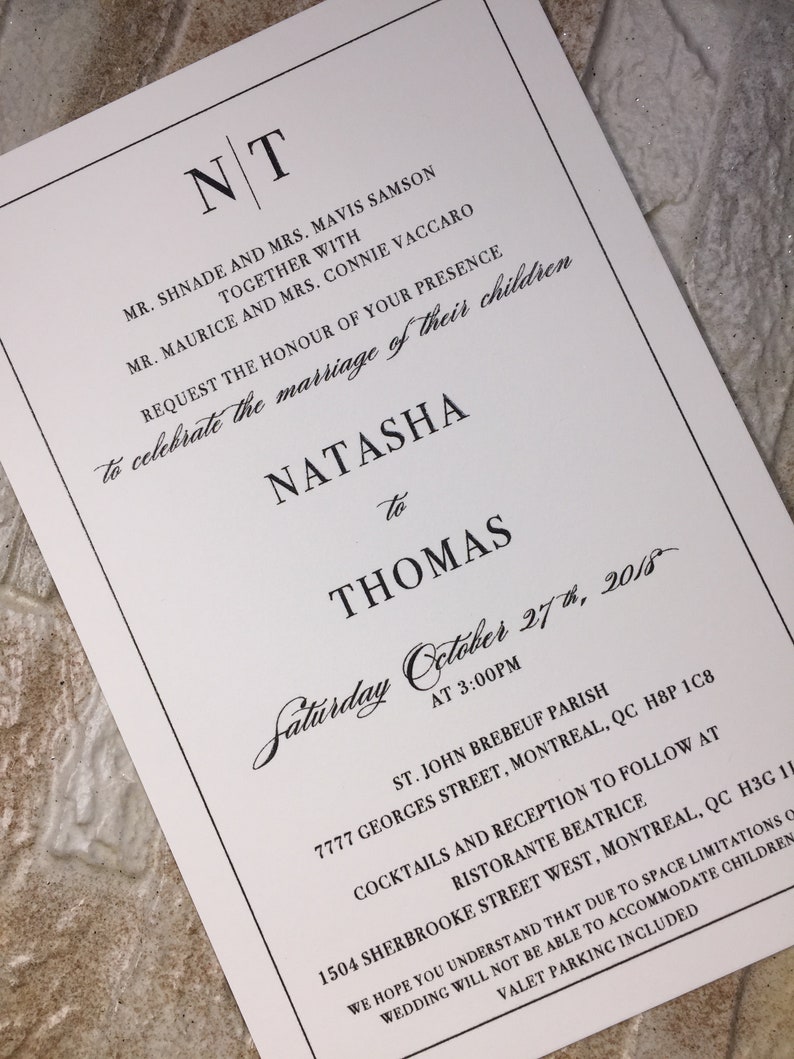 N|T
MR. SHNADE AND MRS. MAVIS SAMSON
TOGETHER WITH
MR. MAURICE AND MRS. CONNIE VACCARO
REQUEST THE HONOUR OF YOUR PRESENCE
to celebrate the marriage of their children
NATASHA
to
THOMAS
Saturday October 27th, 2018
AT 3:00PM
ST. JOHN BREBEUF PARISH
7777 GEORGES STREET, MONTREAL, QC H8P 1C8
COCKTAILS AND RECEPTION TO FOLLOW AT
RISTORANTE BEATRICE
1504 SHERBROOKE STREET WEST, MONTREAL, QC H3G
WE HOPE YOU UNDERSTAND THAT DUE TO SPACE LIMITATIONS
WEDDING WILL NOT BE ABLE TO ACCOMMODATE CHILDREN
VALET PARKING INCLUDED